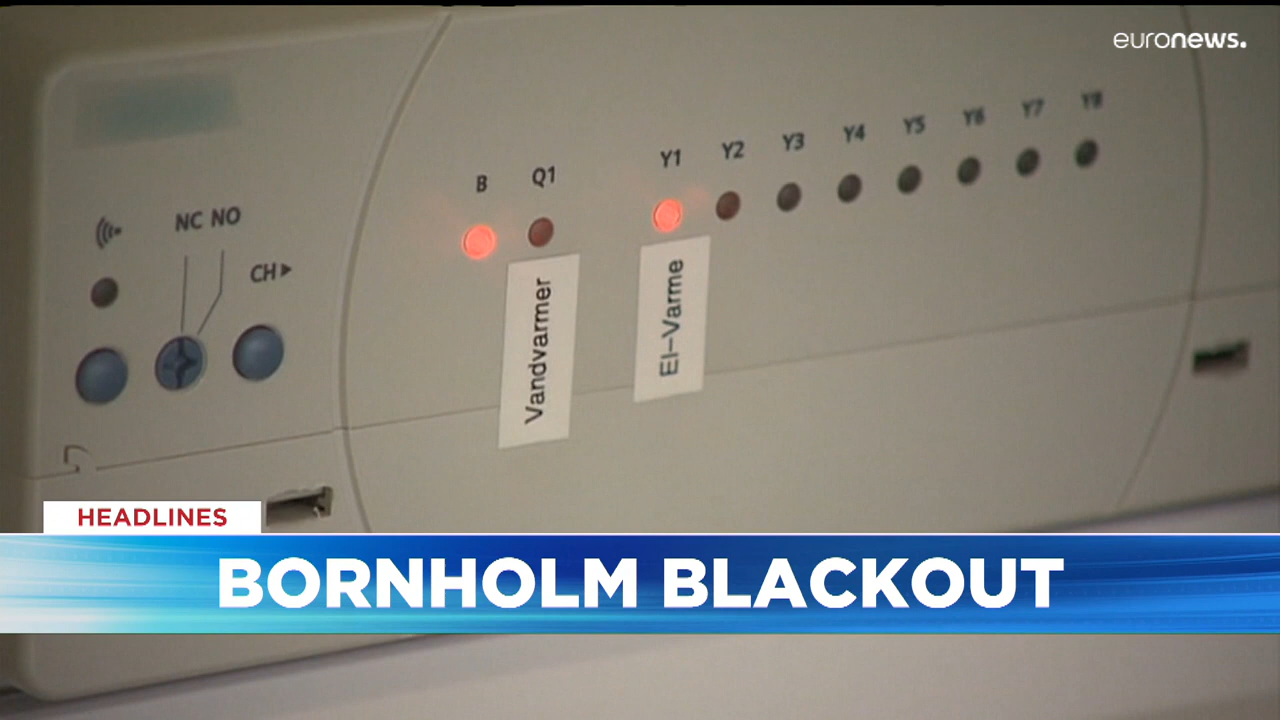 euronews.
B
Q1
Y1
Y2
Y3
Y4
Y5
Y6
Y7
Y8
NC NO
CH
Vandvarmer
El-Varme
HEADLINES
BORNHOLM BLACKOUT